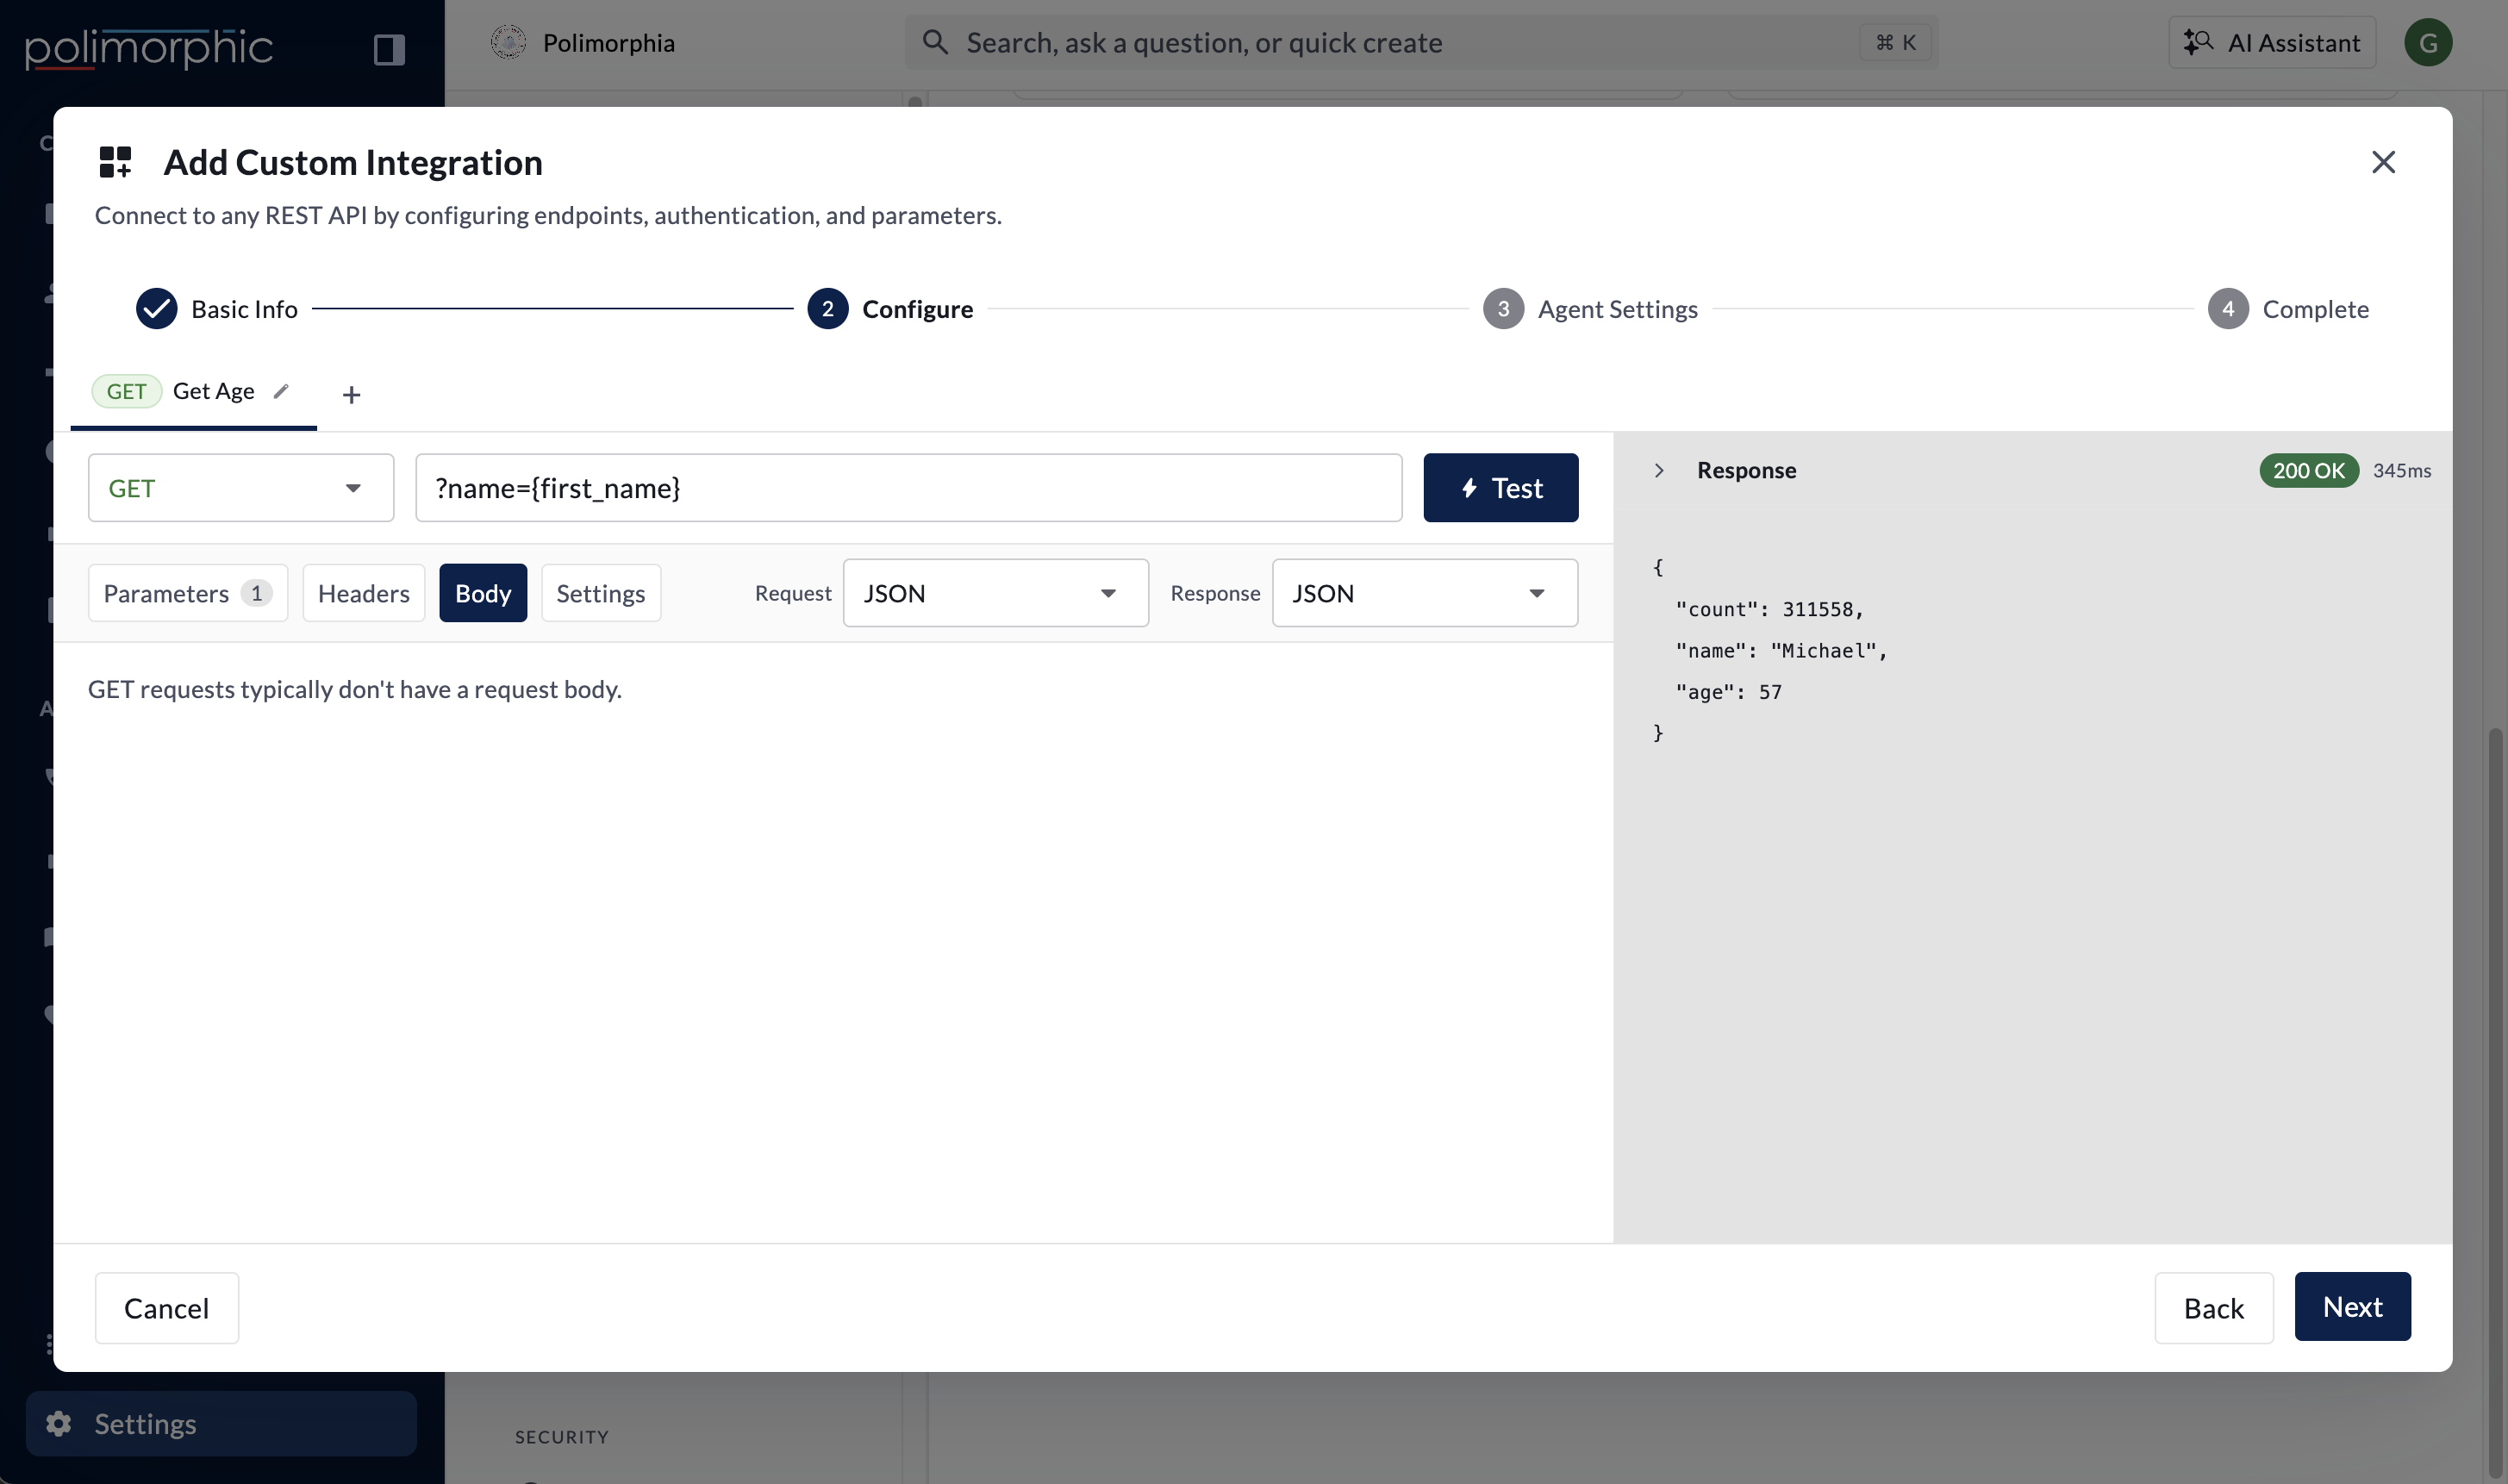 polimorphic
Polimorphia
Search, ask a question, or quick create
⌘ K
AI Assistant
G
Add Custom Integration
Connect to any REST API by configuring endpoints, authentication, and parameters.
Basic Info
2 Configure
3 Agent Settings
4 Complete
GET Get Age
+
GET
?name={first_name}
Test
Response
200 OK
345ms
Parameters 1
Headers
Body
Settings
Request
JSON
Response
JSON
GET requests typically don't have a request body.
{
"count": 311558,
"name": "Michael",
"age": 57
}
Cancel
Back
Next
Settings
SECURITY